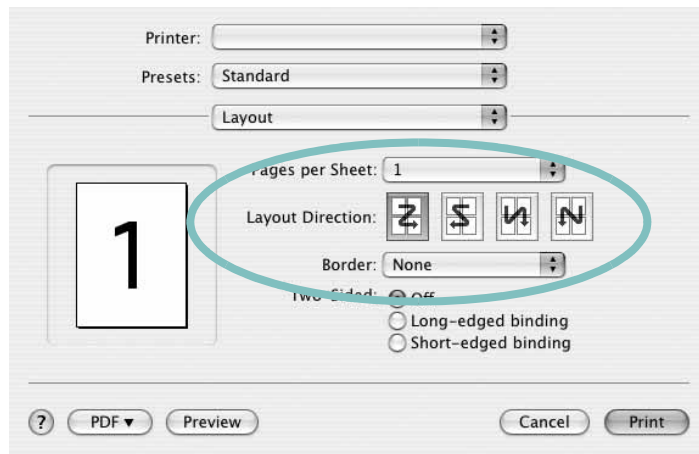 Printer:
Presets: Standard
Layout
Pages per Sheet: 1
1
Layout Direction:
Border: None
Two-Sided: Off
Long-edged binding
Short-edged binding
? PDF▼ Preview Cancel Print